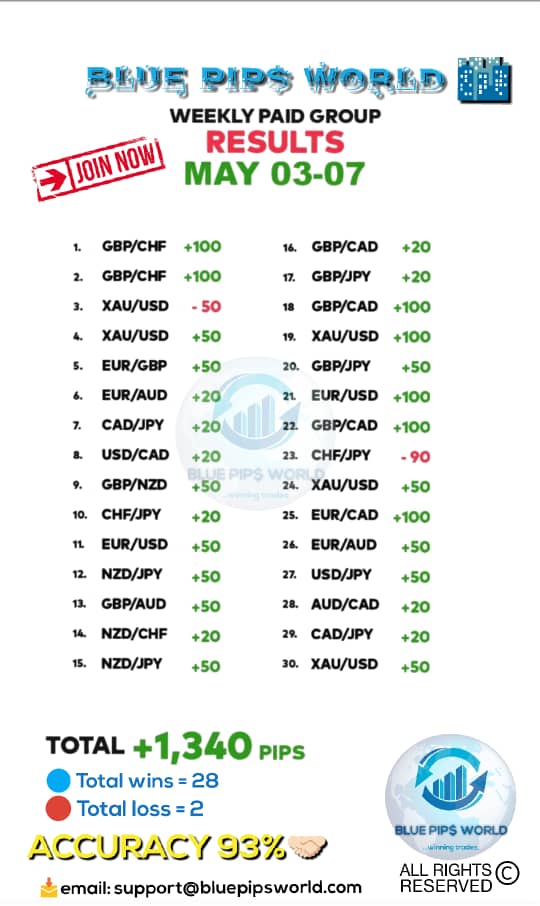 BLUE PIP$ WORLD
WEEKLY PAID GROUP
RESULTS
MAY 03-07
JOIN NOW
1. GBP/CHF +100
2. GBP/CHF +100
3. XAU/USD - 50
4. XAU/USD +50
5. EUR/GBP +50
6. EUR/AUD +20
7. CAD/JPY +20
8. USD/CAD +20
9. GBP/NZD +50
10. CHF/JPY +20
11. EUR/USD +50
12. NZD/JPY +50
13. GBP/AUD +50
14. NZD/CHF +20
15. NZD/JPY +50
16. GBP/CAD +20
17. GBP/JPY +20
18 GBP/CAD +100
19. XAU/USD +100
20. GBP/JPY +50
21. EUR/USD +100
22. GBP/CAD +100
23. CHF/JPY - 90
24. XAU/USD +50
25. EUR/CAD +100
26. EUR/AUD +50
27. USD/JPY +50
28. AUD/CAD +20
29. CAD/JPY +20
30. XAU/USD +50
BLUE PIP$ WORLD
...winning trades
TOTAL +1,340 PIPS
Total wins = 28
Total loss = 2
ACCURACY 93%
email: support@bluepipsworld.com
BLUE PIP$ WORLD
...winning trades
ALL RIGHTS ©
RESERVED